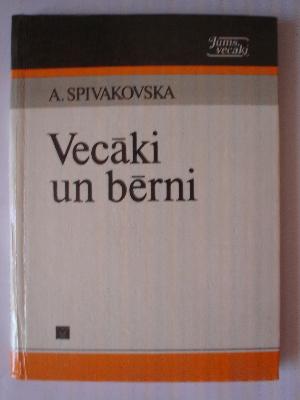 Jums,
vecāki
A. SPIVAKOVSKA
Vecāki
un bērni